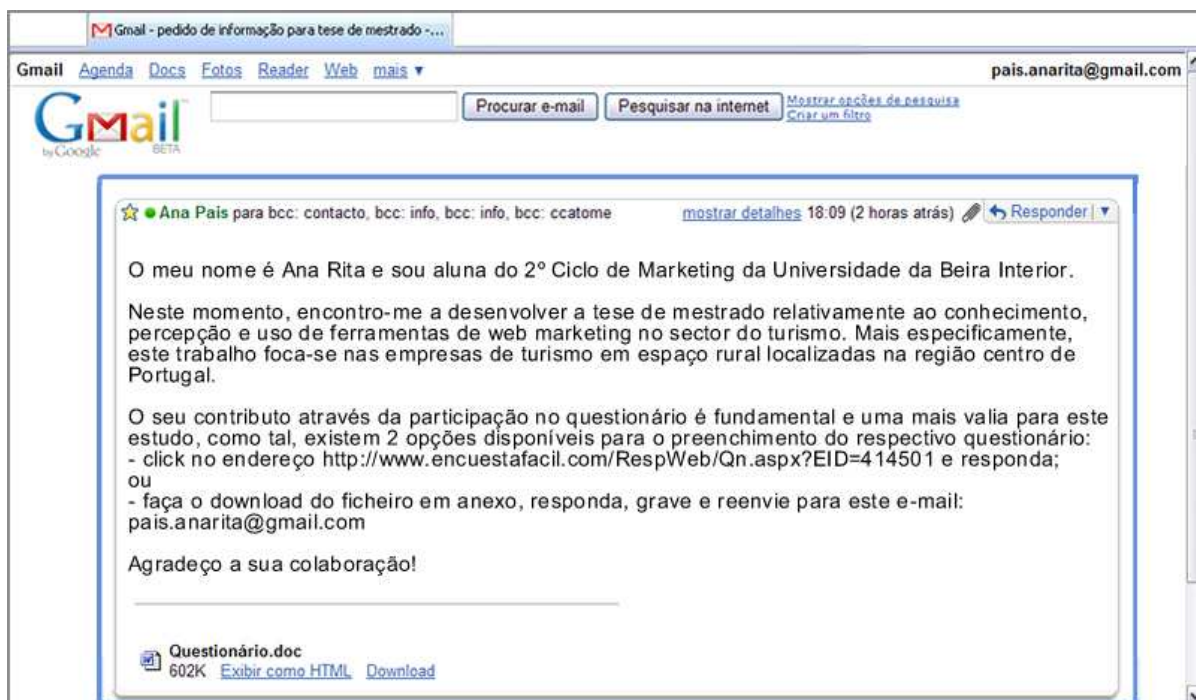 Gmail - pedido de informação para tese de mestrado -...
Gmail Agenda Docs Fotos Reader Web mais ▼ pais.anarita@gmail.com
Gmail by Google BETA
Procurar e-mail Pesquisar na internet Mostrar opções de pesquisa
Criar um filtro
Ana Pais para bcc: contacto, bcc: info, bcc: info, bcc: ccatome mostrar detalhes 18:09 (2 horas atrás) Responder ▼
O meu nome é Ana Rita e sou aluna do 2º Ciclo de Marketing da Universidade da Beira Interior.
Neste momento, encontro-me a desenvolver a tese de mestrado relativamente ao conhecimento,
percepção e uso de ferramentas de web marketing no sector do turismo. Mais especificamente,
este trabalho foca-se nas empresas de turismo em espaço rural localizadas na região centro de
Portugal.
O seu contributo através da participação no questionário é fundamental e uma mais valia para este
estudo, como tal, existem 2 opções disponíveis para o preenchimento do respectivo questionário:
- click no endereço http://www.encuestafacil.com/RespWeb/Qn.aspx?EID=414501 e responda;
ou
- faça o download do ficheiro em anexo, responda, grave e reenvie para este e-mail:
pais.anarita@gmail.com
Agradeço a sua colaboração!
Questionário.doc
602K Exibir como HTML Download